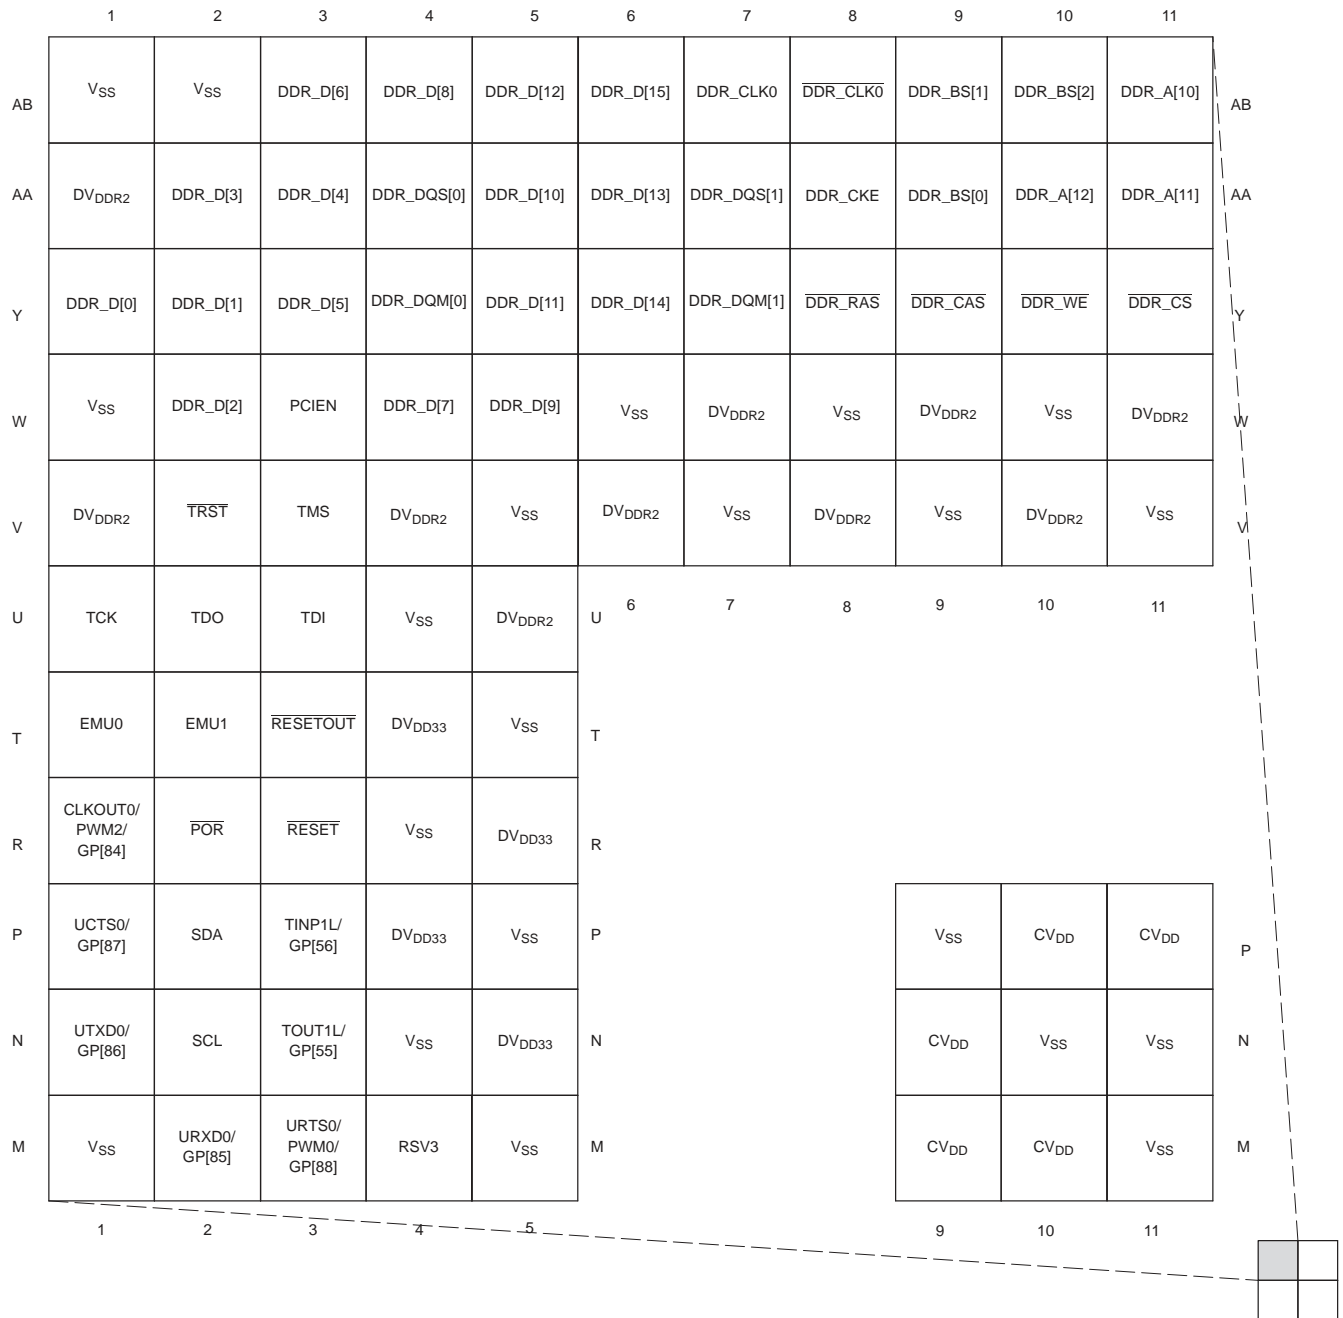 1 2 3 4 5 6 7 8 9 10 11
AB VSS VSS DDR_D[6] DDR_D[8] DDR_D[12] DDR_D[15] DDR_CLK0 DDR_CLK0 DDR_BS[1] DDR_BS[2] DDR_A[10] AB
AA DVDDR2 DDR_D[3] DDR_D[4] DDR_DQS[0] DDR_D[10] DDR_D[13] DDR_DQS[1] DDR_CKE DDR_BS[0] DDR_A[12] DDR_A[11] AA
Y DDR_D[0] DDR_D[1] DDR_D[5] DDR_DQM[0] DDR_D[11] DDR_D[14] DDR_DQM[1] DDR_RAS DDR_CAS DDR_WE DDR_CS Y
W VSS DDR_D[2] PCIEN DDR_D[7] DDR_D[9] VSS DVDDR2 VSS DVDDR2 VSS DVDDR2 W
V DVDDR2 TRST TMS DVDDR2 VSS DVDDR2 VSS DVDDR2 VSS DVDDR2 VSS V
U TCK TDO TDI VSS DVDDR2 U 6 7 8 9 10 11
T EMU0 EMU1 RESETOUT DVDD33 VSS T
CLKOUT0/
R PWM2/ POR RESET VSS DVDD33 R
GP[84]
P UCTS0/ SDA TINP1L/ DVDD33 VSS P VSS CVDD CVDD P
GP[87] GP[56]
N UTXD0/ SCL TOUT1L/ VSS DVDD33 N CVDD VSS VSS N
GP[86] GP[55]
URTS0/
M VSS URXD0/ PWM0/ RSV3 VSS M CVDD CVDD VSS M
GP[85] GP[88]
1 2 3 4 5 9 10 11